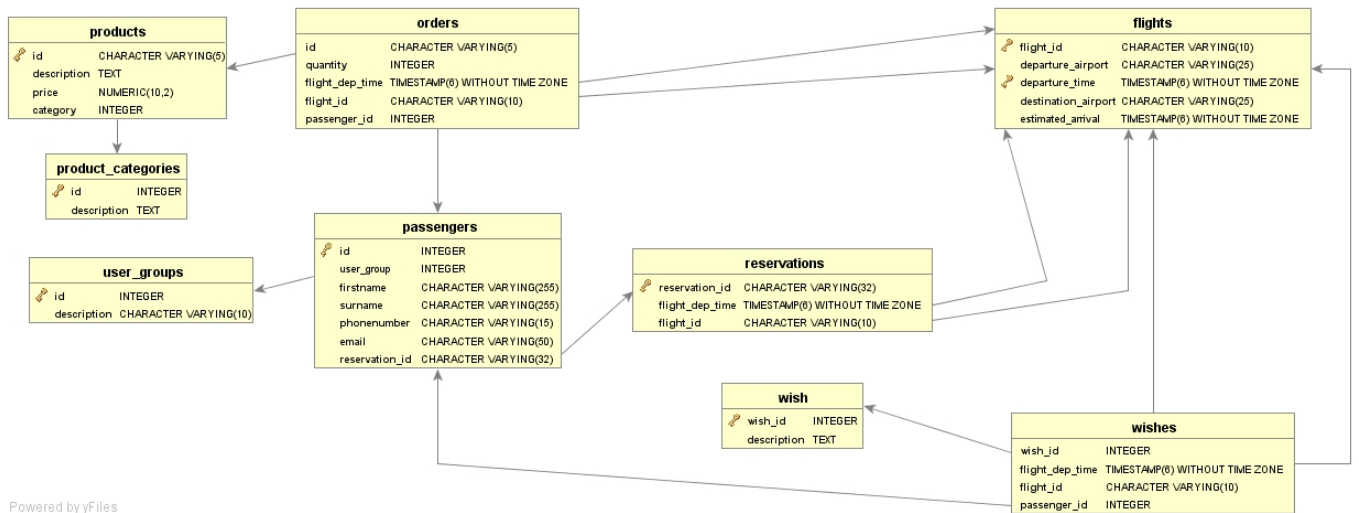 products
id CHARACTER VARYING(5)
description TEXT
price NUMERIC(10,2)
category INTEGER
orders
id CHARACTER VARYING(5)
quantity INTEGER
flight_dep_time TIMESTAMP(6) WITHOUT TIME ZONE
flight_id CHARACTER VARYING(10)
passenger_id INTEGER
flights
flight_id CHARACTER VARYING(10)
departure_airport CHARACTER VARYING(25)
departure_time TIMESTAMP(6) WITHOUT TIME ZONE
destination_airport CHARACTER VARYING(25)
estimated_arrival TIMESTAMP(6) WITHOUT TIME ZONE
product_categories
id INTEGER
description TEXT
passengers
id INTEGER
user_group INTEGER
firstname CHARACTER VARYING(255)
surname CHARACTER VARYING(255)
phonenumber CHARACTER VARYING(15)
email CHARACTER VARYING(50)
reservation_id CHARACTER VARYING(32)
user_groups
id INTEGER
description CHARACTER VARYING(10)
reservations
reservation_id CHARACTER VARYING(32)
flight_dep_time TIMESTAMP(6) WITHOUT TIME ZONE
flight_id CHARACTER VARYING(10)
wish
wish_id INTEGER
description TEXT
wishes
wish_id INTEGER
flight_dep_time TIMESTAMP(6) WITHOUT TIME ZONE
flight_id CHARACTER VARYING(10)
passenger_id INTEGER
Powered by yFiles